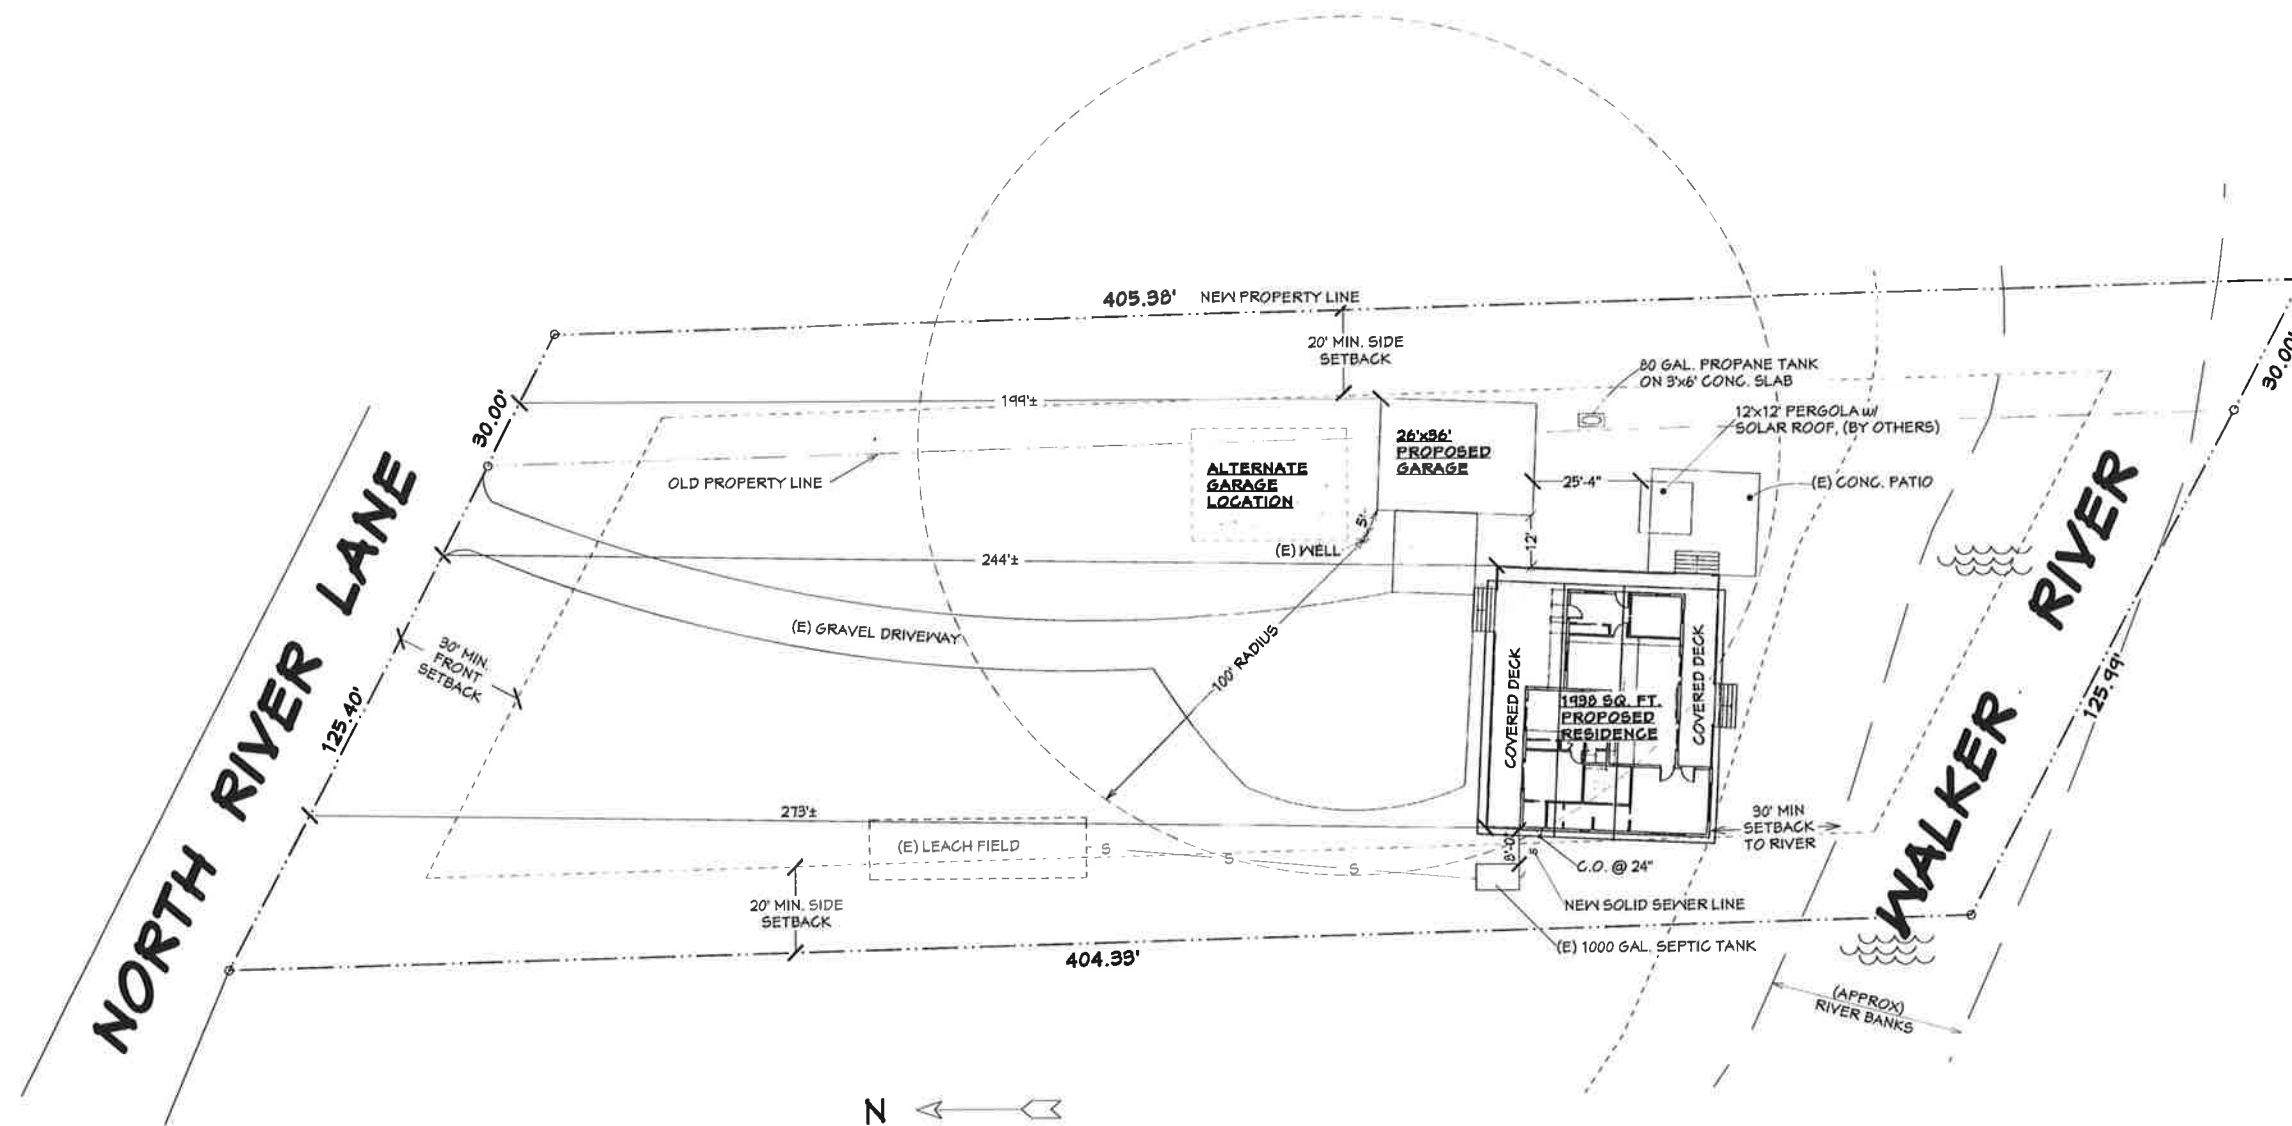 405.38' NEW PROPERTY LINE
20' MIN. SIDE
SETBACK
80 GAL. PROPANE TANK
ON 3'x6' CONC. SLAB
30.00'
30.00'
199'±
12'x12' PERGOLA w/
SOLAR ROOF, (BY OTHERS)
26'x36'
PROPOSED
GARAGE
ALTERNATE
GARAGE
LOCATION
OLD PROPERTY LINE
25'-4"
(E) CONC. PATIO
5'
12'
(E) WELL
244'±
(E) GRAVEL DRIVEWAY
100' RADIUS
30' MIN.
FRONT
SETBACK
NORTH RIVER LANE
125.40'
COVERED DECK
1938 SQ. FT.
PROPOSED
RESIDENCE
COVERED DECK
WALKER RIVER
125.99'
273'±
30' MIN
SETBACK
TO RIVER
(E) LEACH FIELD
S
S
S
S
8'-0"
C.O. @ 24"
20' MIN. SIDE
SETBACK
NEW SOLID SEWER LINE
(E) 1000 GAL. SEPTIC TANK
404.33'
(APPROX)
RIVER BANKS
N